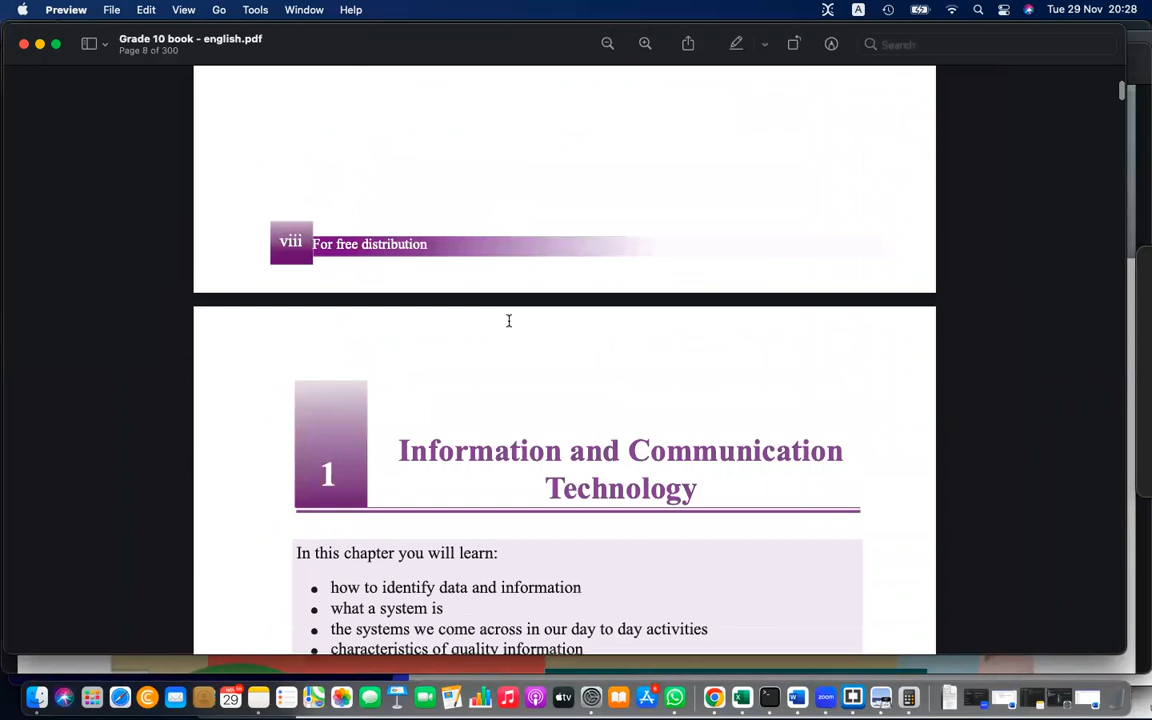 Preview File Edit View Go Tools Window Help
A
Tue 29 Nov 20:28
Grade 10 book - english.pdf
Page 8 of 300
Search
viii For free distribution
1
Information and Communication
Technology
In this chapter you will learn:
● how to identify data and information
● what a system is
● the systems we come across in our day to day activities
● characteristics of quality information
29
tv
zoom